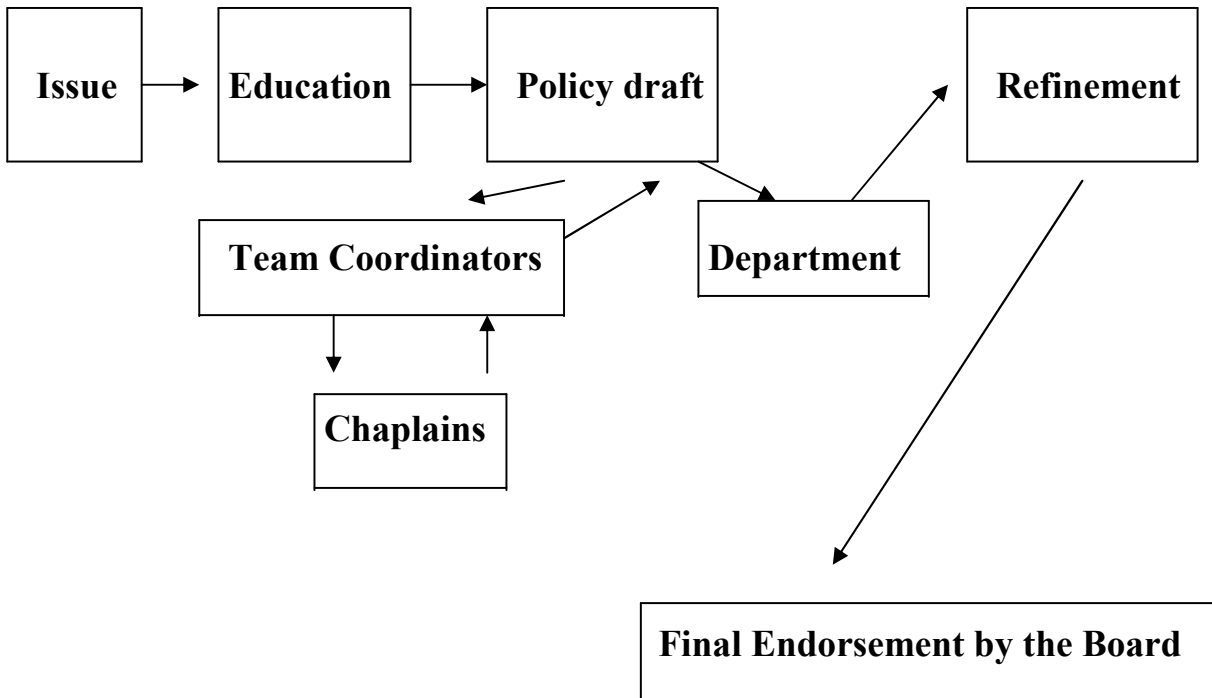 Issue
Education
Policy draft
Refinement
Team Coordinators
Department
Chaplains
Final Endorsement by the Board